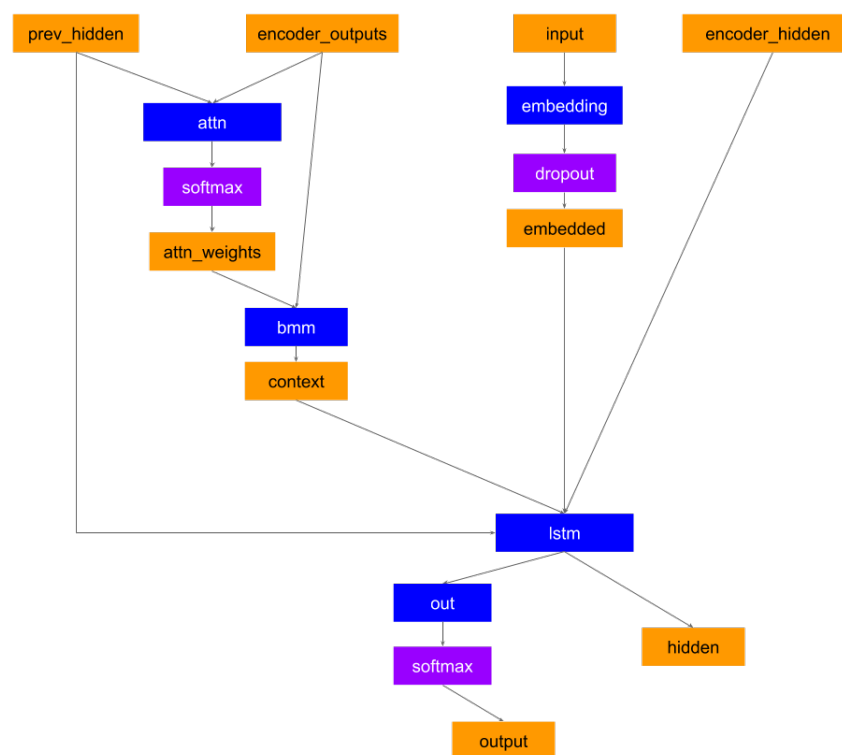 prev_hidden
encoder_outputs
input
encoder_hidden
attn
embedding
softmax
dropout
attn_weights
embedded
bmm
context
lstm
out
hidden
softmax
output